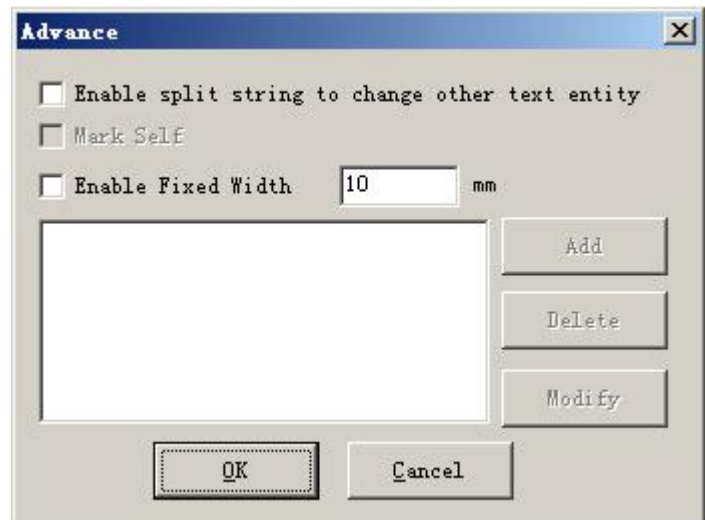 Advance
Enable split string to change other text entity
Mark Self
Enable Fixed Width 10 mm
Add
Delete
Modify
OK Cancel